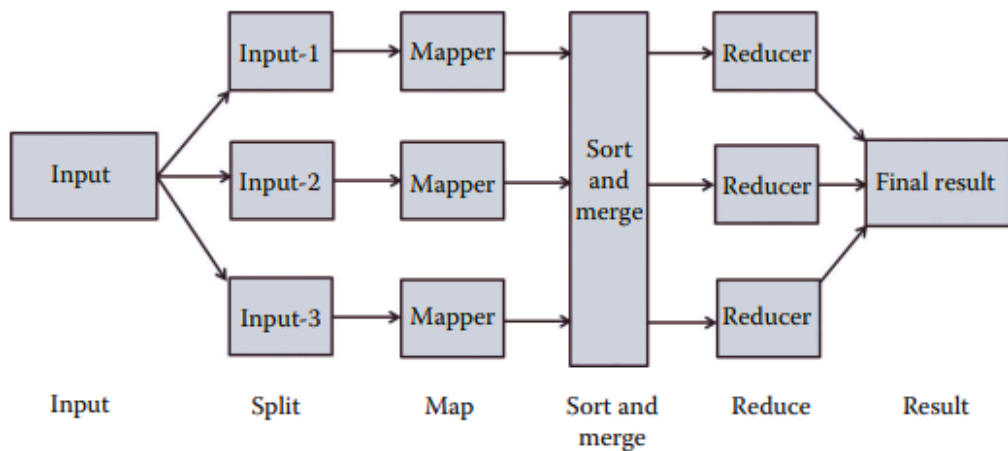 Input
Input-1
Input-2
Input-3
Mapper
Mapper
Mapper
Sort
and
merge
Reducer
Reducer
Reducer
Final result
Input
Split
Map
Sort and
merge
Reduce
Result